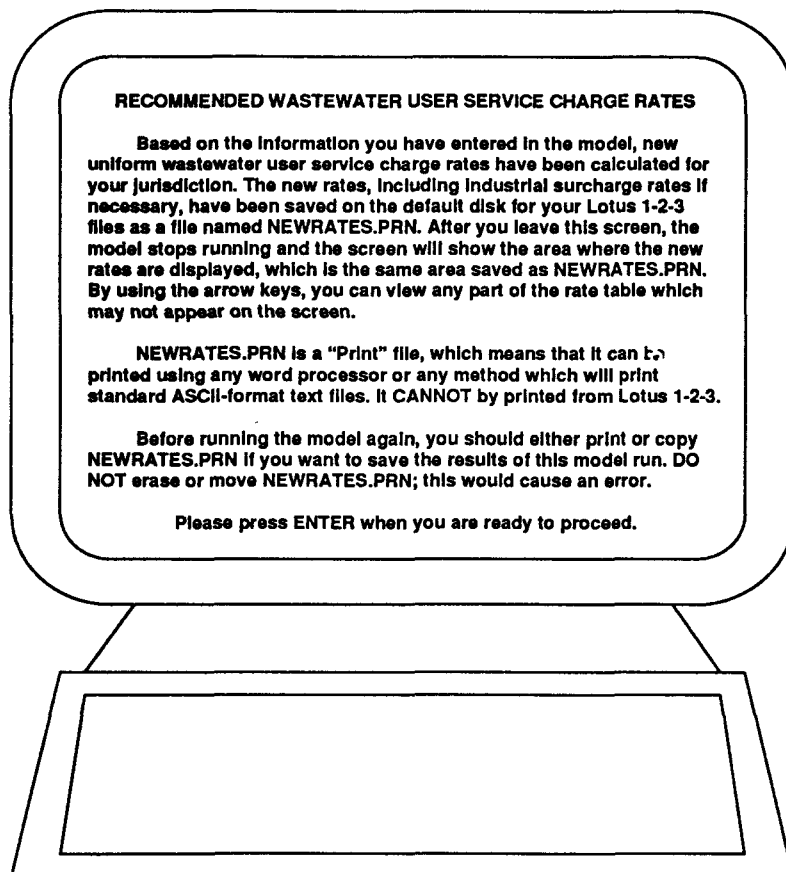 RECOMMENDED WASTEWATER USER SERVICE CHARGE RATES
Based on the information you have entered in the model, new
uniform wastewater user service charge rates have been calculated for
your jurisdiction. The new rates, including industrial surcharge rates if
necessary, have been saved on the default disk for your Lotus 1-2-3
files as a file named NEWRATES.PRN. After you leave this screen, the
model stops running and the screen will show the area where the new
rates are displayed, which is the same area saved as NEWRATES.PRN.
By using the arrow keys, you can view any part of the rate table which
may not appear on the screen.
NEWRATES.PRN is a "Print" file, which means that it can be
printed using any word processor or any method which will print
standard ASCII-format text files. It CANNOT by printed from Lotus 1-2-3.
Before running the model again, you should either print or copy
NEWRATES.PRN if you want to save the results of this model run. DO
NOT erase or move NEWRATES.PRN; this would cause an error.
Please press ENTER when you are ready to proceed.